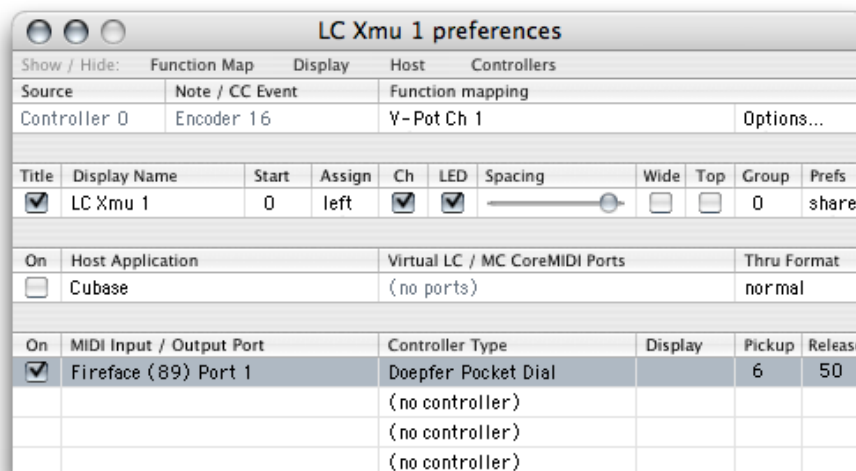 LC Xmu 1 preferences
Show / Hide: Function Map Display Host Controllers
Source Note / CC Event Function mapping
Controller 0 Encoder 16 V-Pot Ch 1 Options...
Title Display Name Start Assign Ch LED Spacing Wide Top Group Prefs
LC Xmu 1 0 left 0 share
On Host Application Virtual LC / MC CoreMIDI Ports Thru Format
Cubase (no ports) normal
On MIDI Input / Output Port Controller Type Display Pickup Releas
Fireface (89) Port 1 Doepfer Pocket Dial 6 50
(no controller)
(no controller)
(no controller)